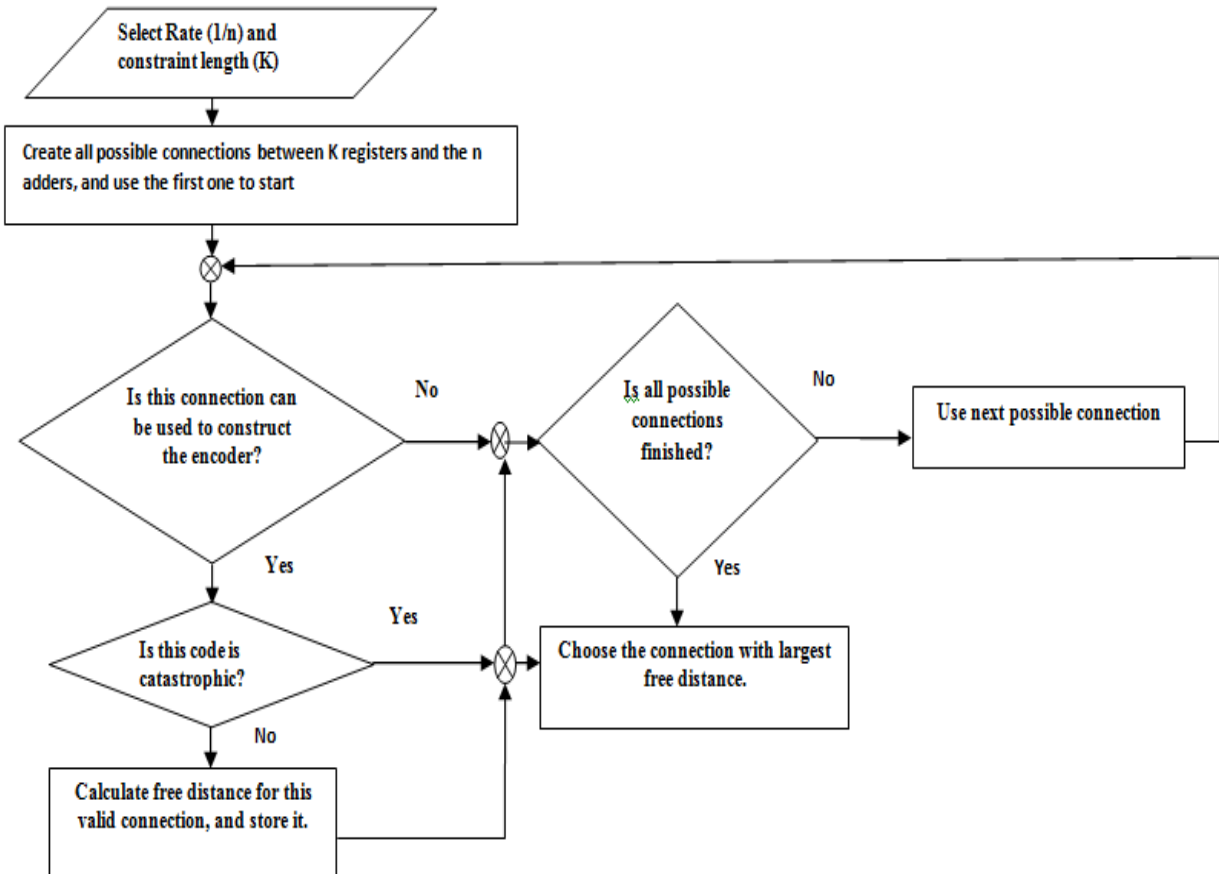 Select Rate (1/n) and
constraint length (K)
Create all possible connections between K registers and the n
adders, and use the first one to start
Is this connection can
be used to construct
the encoder?
No
Is all possible
connections
finished?
No
Use next possible connection
Yes
Yes
Is this code is
catastrophic?
Yes
Choose the connection with largest
free distance.
No
Calculate free distance for this
valid connection, and store it.